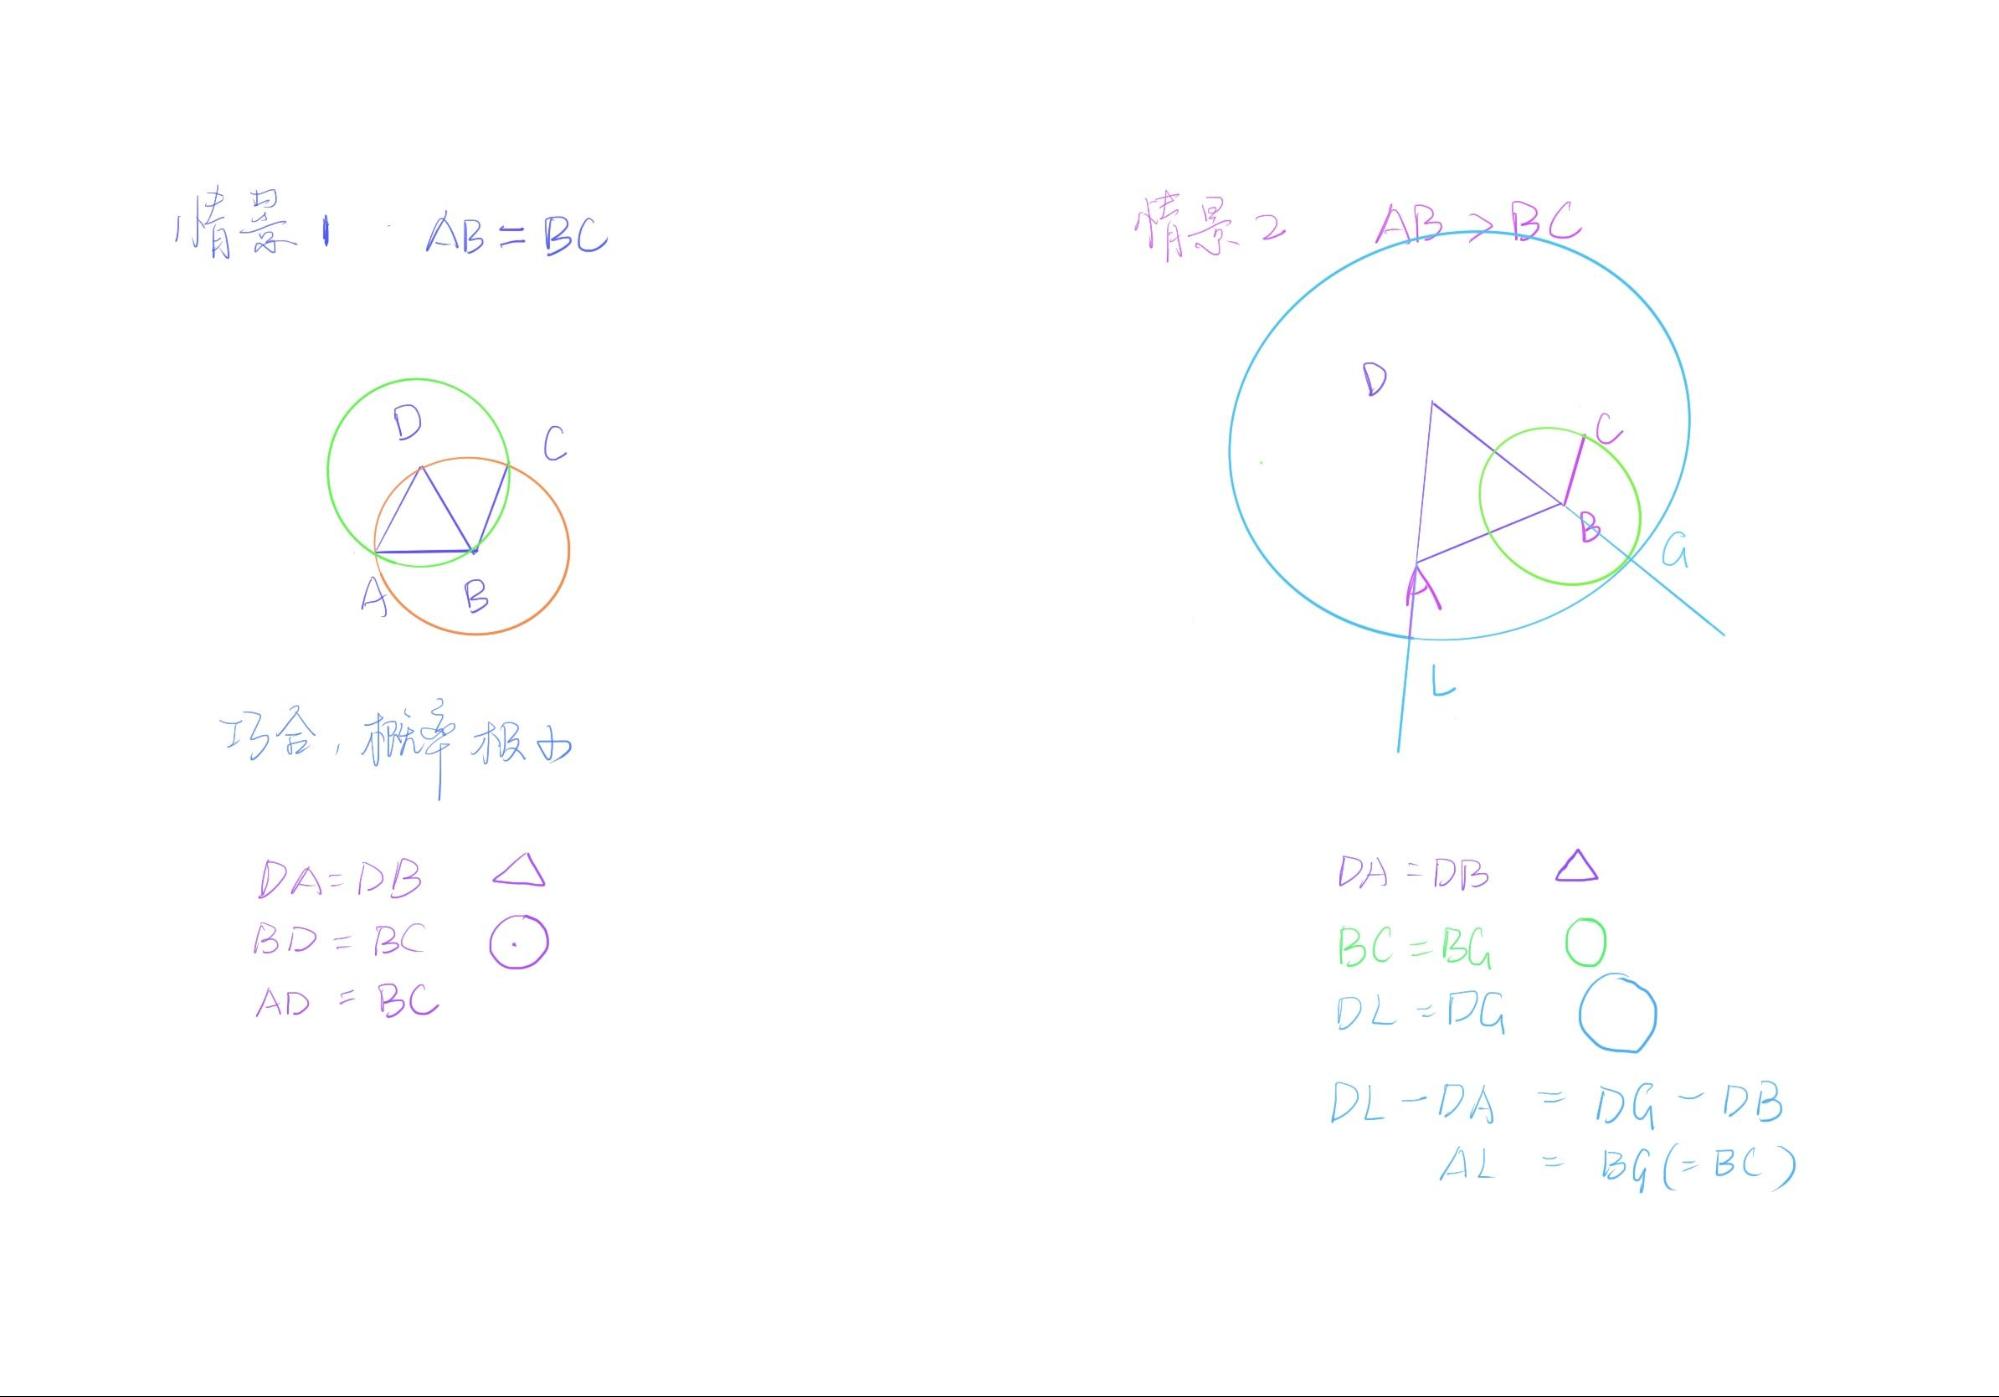 情景1 AB=BC
D
C
A
B
巧合,概率极小
DA=DB
BD=BC
AD=BC
情景2 AB>BC
D
C
B
G
A
L
DA=DB
BC=BG
DL=DG
DL-DA = DG-DB
AL = BG(=BC)